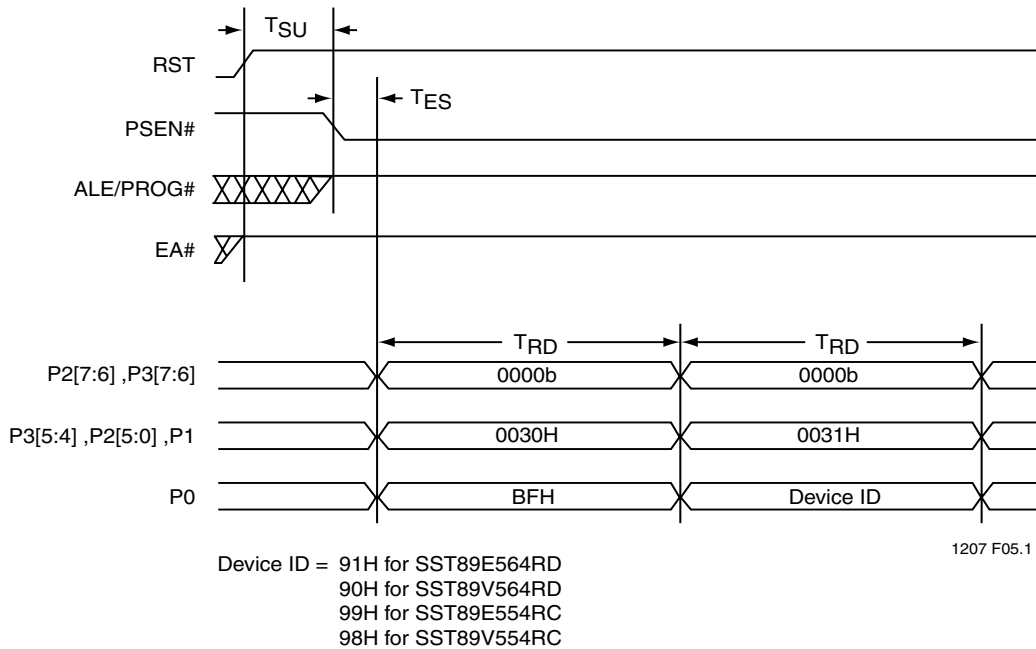 TSU
RST
TES
PSEN#
ALE/PROG#
EA#
TRD TRD
P2[7:6] ,P3[7:6] 0000b 0000b
P3[5:4] ,P2[5:0] ,P1 0030H 0031H
P0 BFH Device ID
1207 F05.1
Device ID = 91H for SST89E564RD
90H for SST89V564RD
99H for SST89E554RC
98H for SST89V554RC